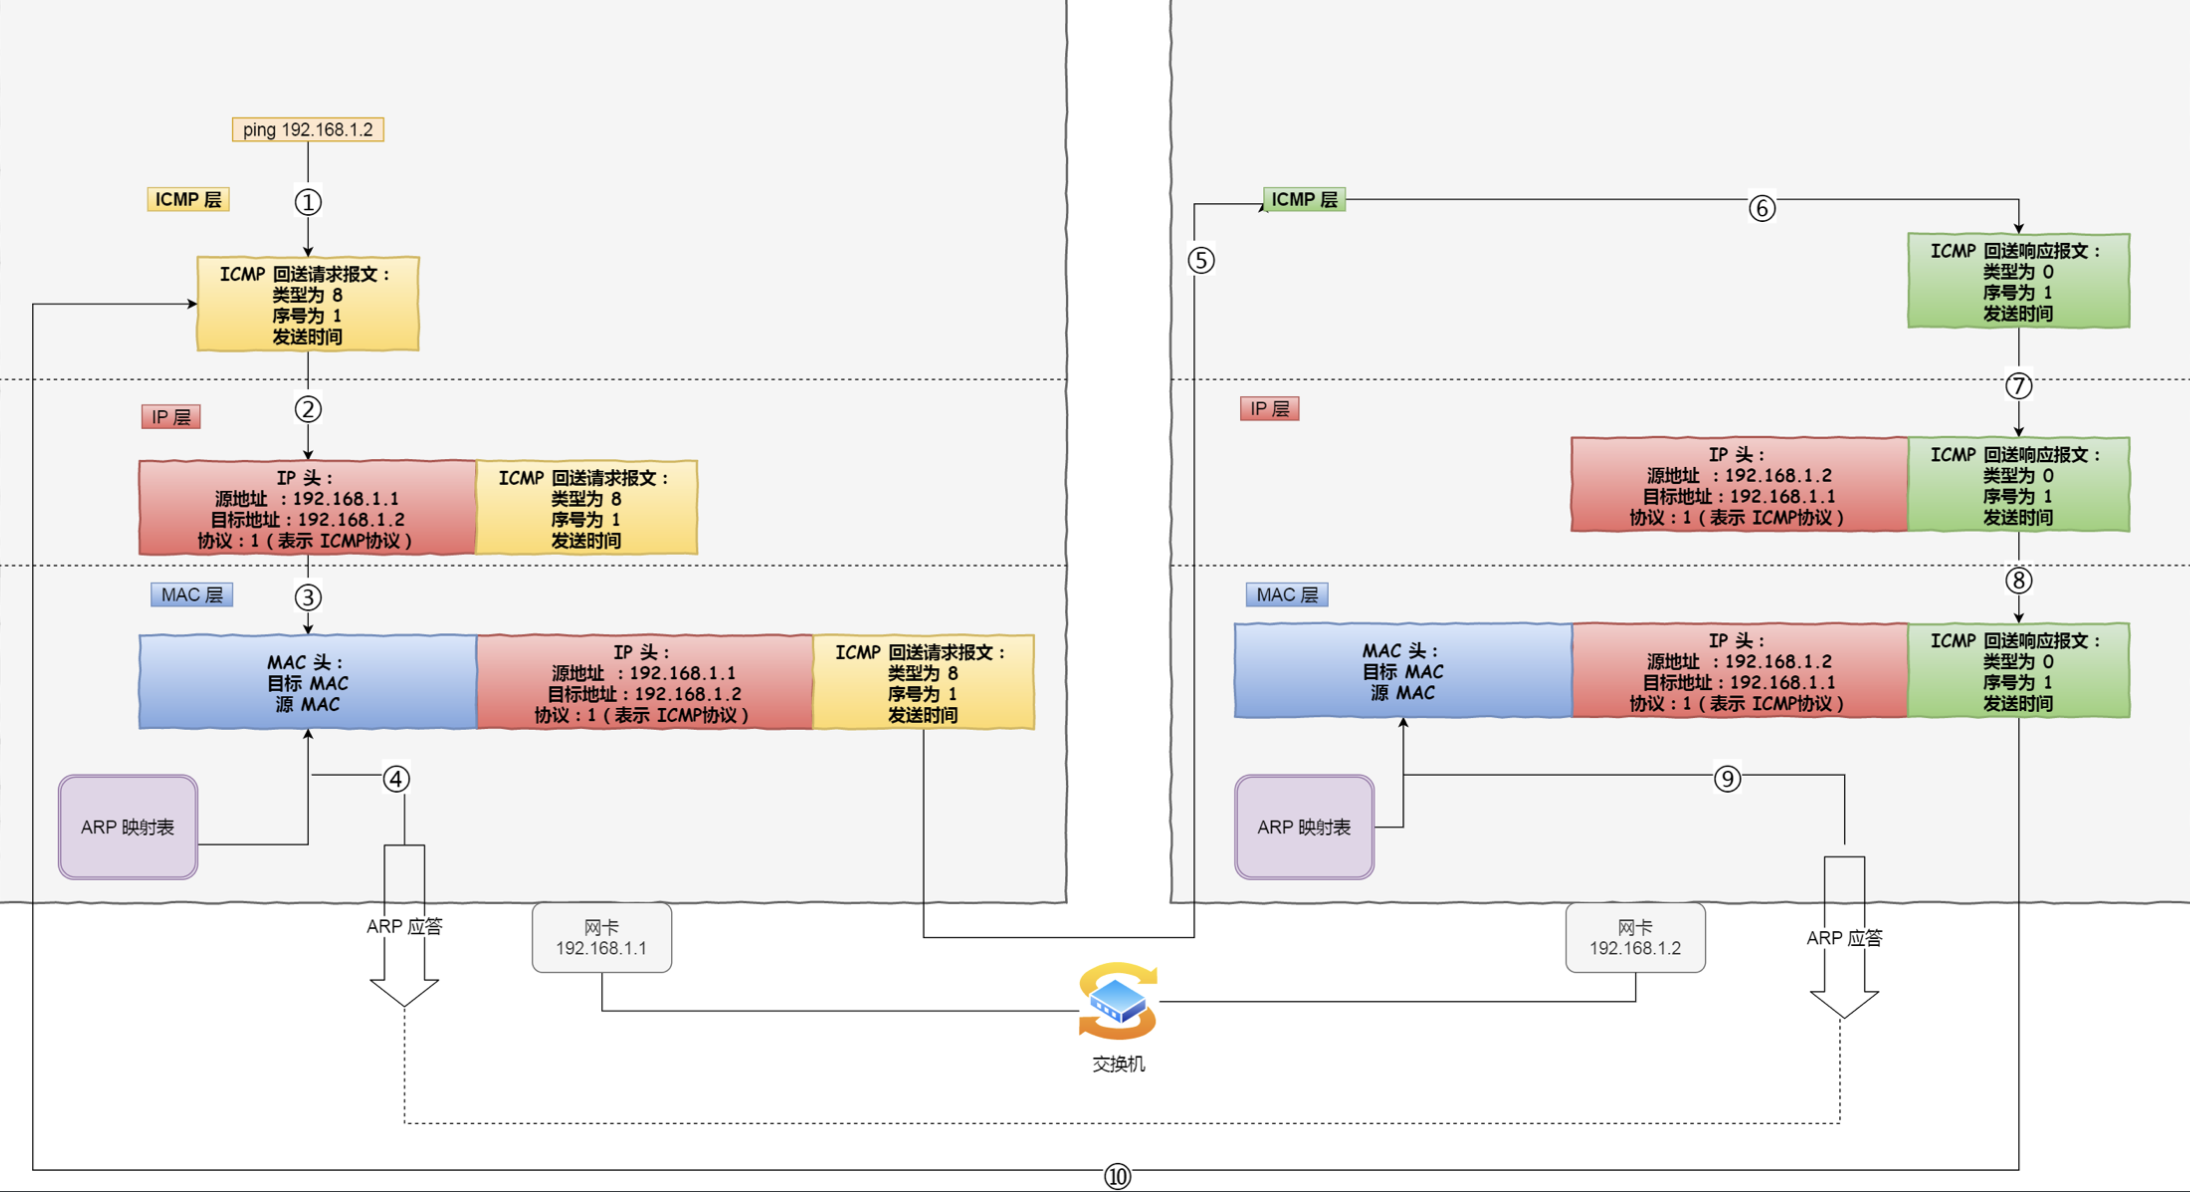 ping 192.168.1.2
ICMP 层
①
ICMP 回送请求报文：
类型为 8
序号为 1
发送时间
②
IP 层
IP 头：
源地址 ：192.168.1.1
目标地址：192.168.1.2
协议：1（表示 ICMP协议）
ICMP 回送请求报文：
类型为 8
序号为 1
发送时间
MAC 层
③
MAC 头：
目标 MAC
源 MAC
IP 头：
源地址 ：192.168.1.1
目标地址：192.168.1.2
协议：1（表示 ICMP协议）
ICMP 回送请求报文：
类型为 8
序号为 1
发送时间
④
ARP 映射表
ARP 应答
网卡
192.168.1.1
交换机
⑤
ICMP 层
⑥
ICMP 回送响应报文：
类型为 0
序号为 1
发送时间
⑦
IP 层
IP 头：
源地址 ：192.168.1.2
目标地址：192.168.1.1
协议：1（表示 ICMP协议）
ICMP 回送响应报文：
类型为 0
序号为 1
发送时间
⑧
MAC 层
MAC 头：
目标 MAC
源 MAC
IP 头：
源地址 ：192.168.1.2
目标地址：192.168.1.1
协议：1（表示 ICMP协议）
ICMP 回送响应报文：
类型为 0
序号为 1
发送时间
⑨
ARP 映射表
网卡
192.168.1.2
ARP 应答
⑩